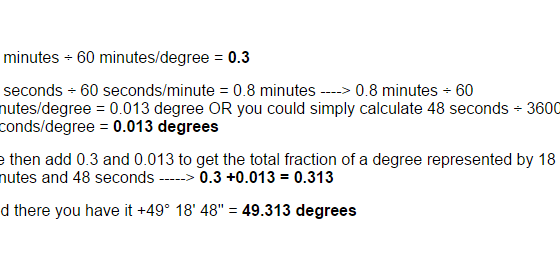 minutes ÷ 60 minutes/degree = 0.3
seconds ÷ 60 seconds/minute = 0.8 minutes ----> 0.8 minutes ÷ 60
nutes/degree = 0.013 degree OR you could simply calculate 48 seconds ÷ 3600
conds/degree = 0.013 degrees
e then add 0.3 and 0.013 to get the total fraction of a degree represented by 18
nutes and 48 seconds -----> 0.3 +0.013 = 0.313
d there you have it +49° 18' 48" = 49.313 degrees